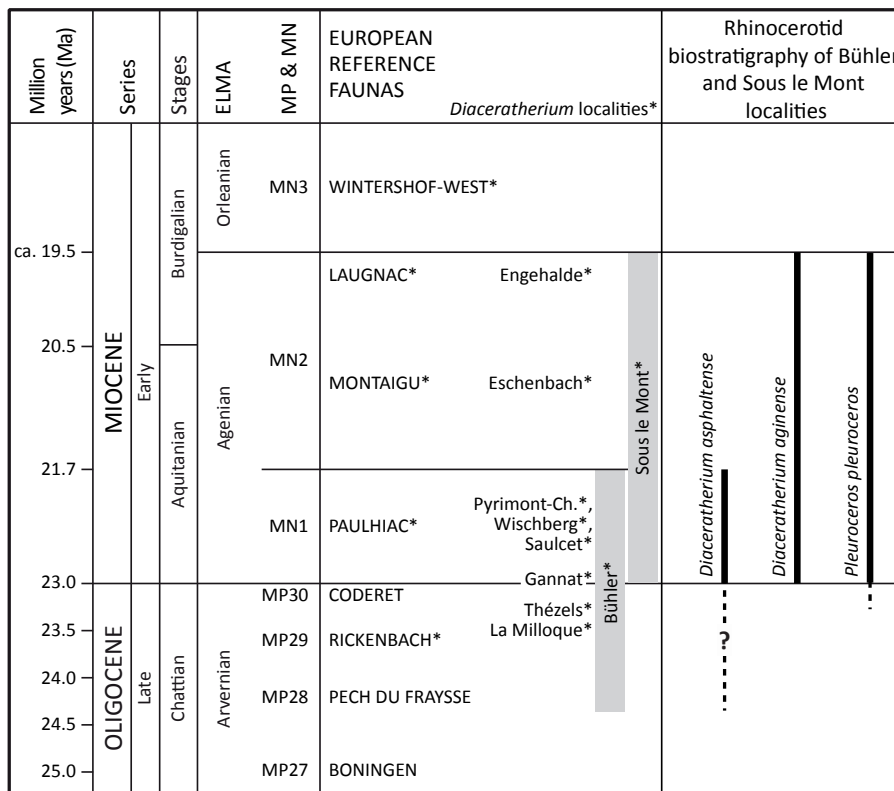 Million
years (Ma)
Series
Stages
ELMA
MP & MN
EUROPEAN
REFERENCE
FAUNAS
Diaceratherium localities*
Rhinocerotid
biostratigraphy of Bühler
and Sous le Mont
localities
ca. 19.5
20.5
21.7
23.0
23.5
24.0
24.5
25.0
MIOCENE
OLIGOCENE
Early
Late
Burdigalian
Aquitanian
Chattian
Orleanian
Agenian
Arvernian
MN3
WINTERSHOF-WEST*
LAUGNAC*
Engehalde*
MN2
MONTAIGU*
Eschenbach*
MN1
PAULHIAC*
Pyrimont-Ch.*,
Wischberg*,
Saulcet*
Gannat*
MP30
CODERET
Thézels*
La Milloque*
MP29
RICKENBACH*
MP28
PECH DU FRAYSSE
MP27
BONINGEN
Bühler*
Sous le Mont*
Diaceratherium asphaltense
?
Diaceratherium aginense
Pleuroceros pleuroceros